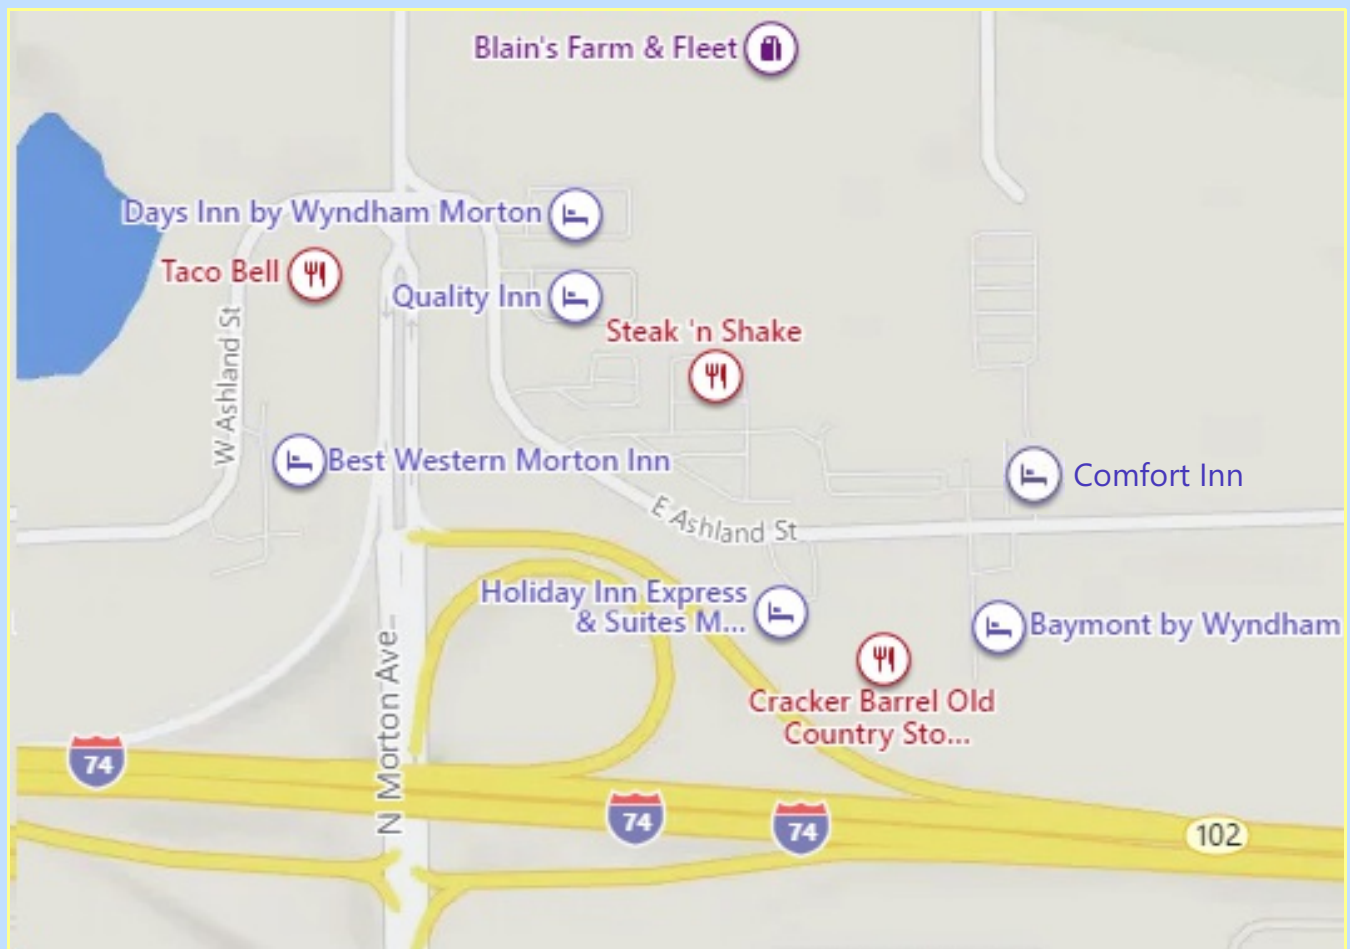 Blain's Farm & Fleet
Days Inn by Wyndham Morton
Taco Bell
Quality Inn
Steak 'n Shake
W Ashland St
Best Western Morton Inn
Comfort Inn
E Ashland St
Holiday Inn Express
& Suites M...
Baymont by Wyndham
Cracker Barrel Old
Country Sto...
N Morton Ave
74
74
74
102